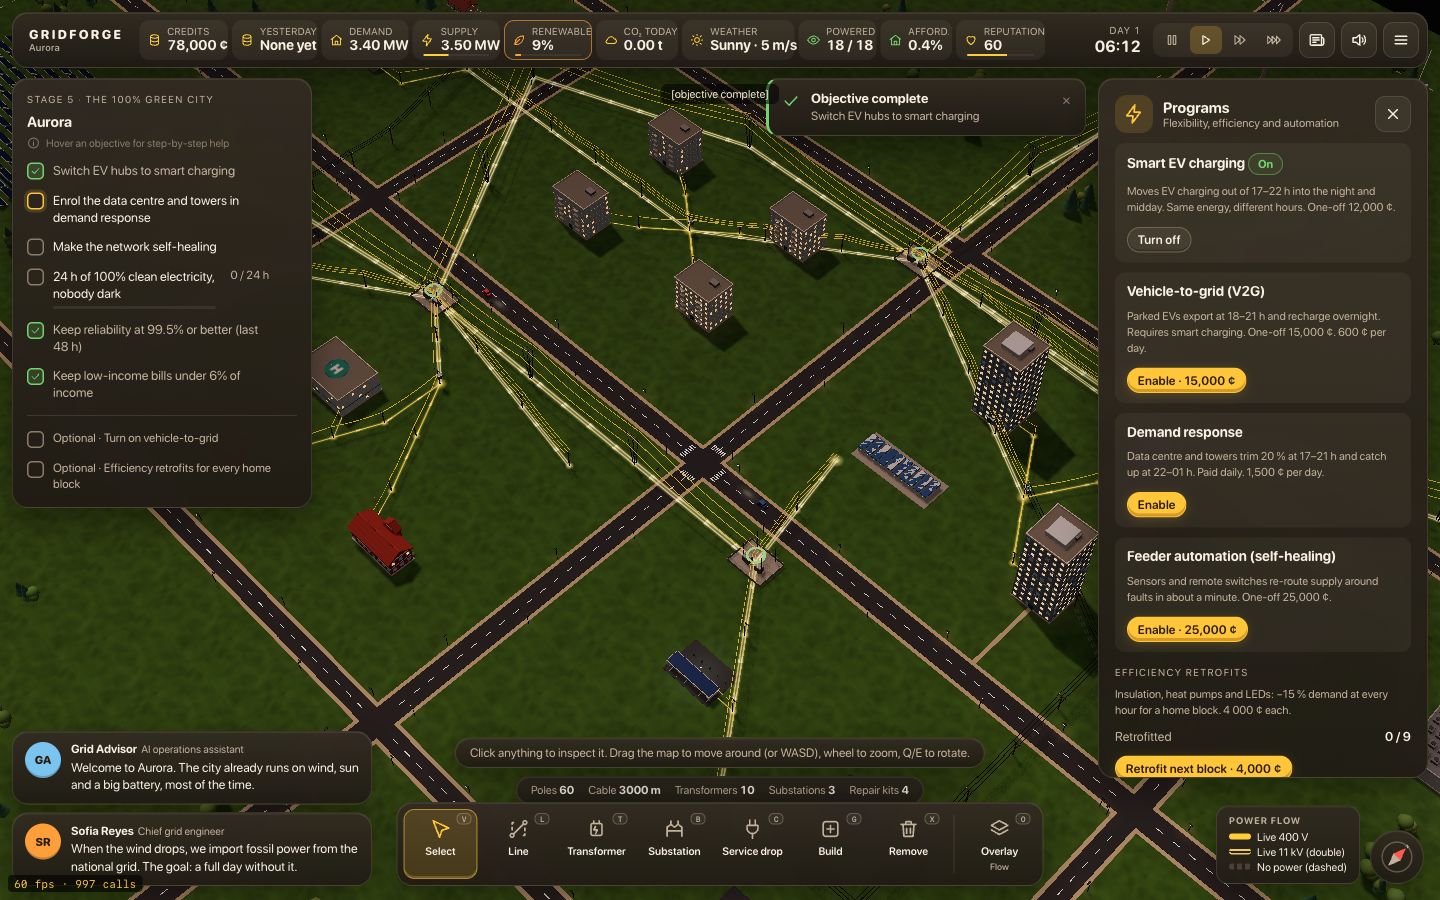 GRIDFORGE
Aurora
CREDITS
78,000 ¢
YESTERDAY
None yet
DEMAND
3.40 MW
SUPPLY
3.50 MW
RENEWABLE
9%
CO₂ TODAY
0.00 t
WEATHER
Sunny · 5 m/s
POWERED
18 / 18
AFFORD.
0.4%
REPUTATION
60
DAY 1
06:12
STAGE 5 · THE 100% GREEN CITY
Aurora
Hover an objective for step-by-step help
Switch EV hubs to smart charging
Enrol the data centre and towers in
demand response
Make the network self-healing
24 h of 100% clean electricity,
nobody dark
0 / 24 h
Keep reliability at 99.5% or better (last
48 h)
Keep low-income bills under 6% of
income
Optional · Turn on vehicle-to-grid
Optional · Efficiency retrofits for every home
block
[objective complete]
Objective complete
Switch EV hubs to smart charging
Programs
Flexibility, efficiency and automation
Smart EV charging
On
Moves EV charging out of 17–22 h into the night and
midday. Same energy, different hours. One-off 12,000 ¢.
Turn off
Vehicle-to-grid (V2G)
Parked EVs export at 18–21 h and recharge overnight.
Requires smart charging. One-off 15,000 ¢. 600 ¢ per
day.
Enable · 15,000 ¢
Demand response
Data centre and towers trim 20 % at 17–21 h and catch
up at 22–01 h. Paid daily. 1,500 ¢ per day.
Enable
Feeder automation (self-healing)
Sensors and remote switches re-route supply around
faults in about a minute. One-off 25,000 ¢.
Enable · 25,000 ¢
EFFICIENCY RETROFITS
Insulation, heat pumps and LEDs: −15 % demand at every
hour for a home block. 4 000 ¢ each.
Retrofitted
0 / 9
Retrofit next block · 4,000 ¢
H
GA
Grid Advisor AI operations assistant
Welcome to Aurora. The city already runs on wind, sun
and a big battery, most of the time.
SR
Sofia Reyes Chief grid engineer
When the wind drops, we import fossil power from the
national grid. The goal: a full day without it.
60 fps · 997 calls
Click anything to inspect it. Drag the map to move around (or WASD), wheel to zoom, Q/E to rotate.
Poles 60 Cable 3000 m Transformers 10 Substations 3 Repair kits 4
V
Select
L
Line
T
Transformer
B
Substation
C
Service drop
G
Build
X
Remove
O
Overlay
Flow
POWER FLOW
Live 400 V
Live 11 kV (double)
No power (dashed)